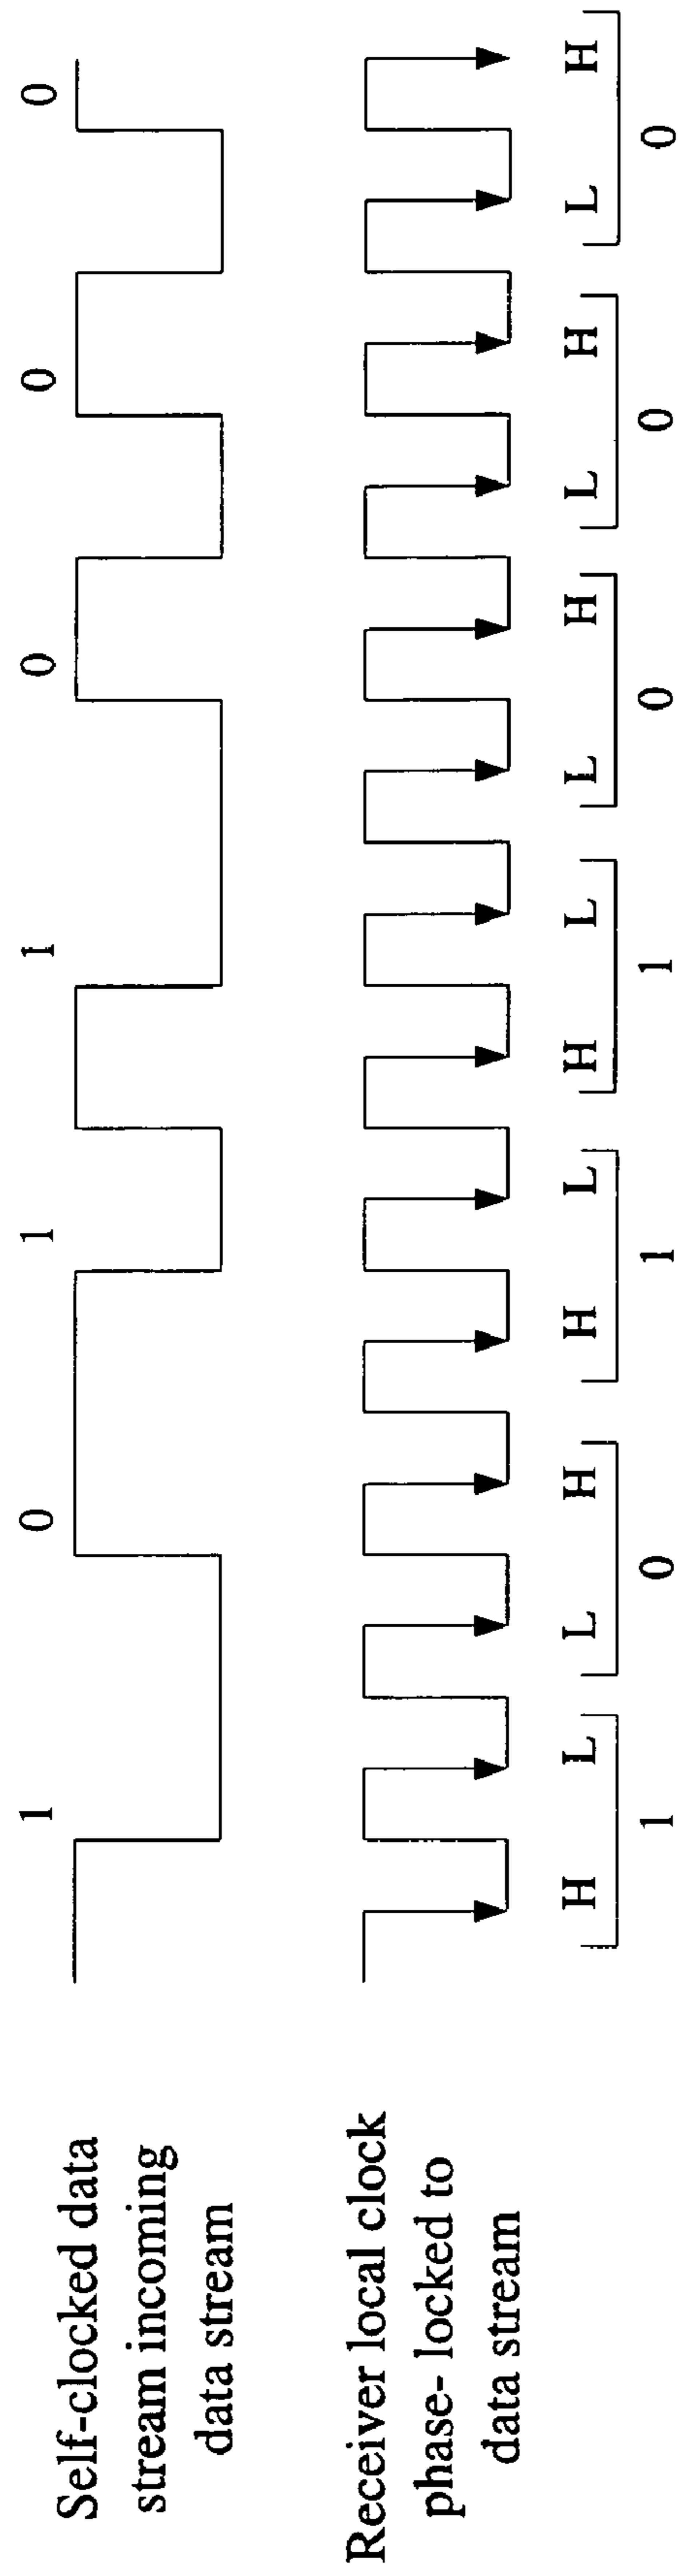 1 0 1 1 0 0 0
Self-clocked data
stream incoming
data stream
Receiver local clock
phase- locked to
data stream
H L L H H L H L L H L H L H
1 0 1 1 0 0 0